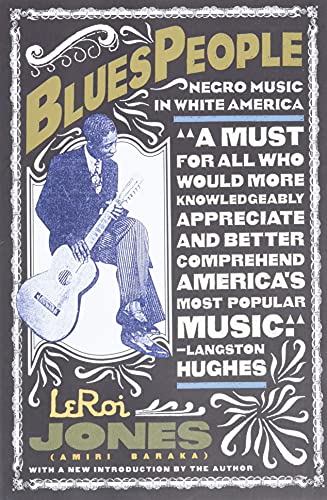 BLUES PEOPLE
NEGRO MUSIC
IN WHITE AMERICA
"A MUST
FOR ALL WHO
WOULD MORE
KNOWLEDGEABLY
APPRECIATE
AND BETTER
COMPREHEND
AMERICA'S
MOST POPULAR
MUSIC."
–LANGSTON
HUGHES
LeRoi
JONES
(AMIRI BARAKA)
WITH A NEW INTRODUCTION BY THE AUTHOR